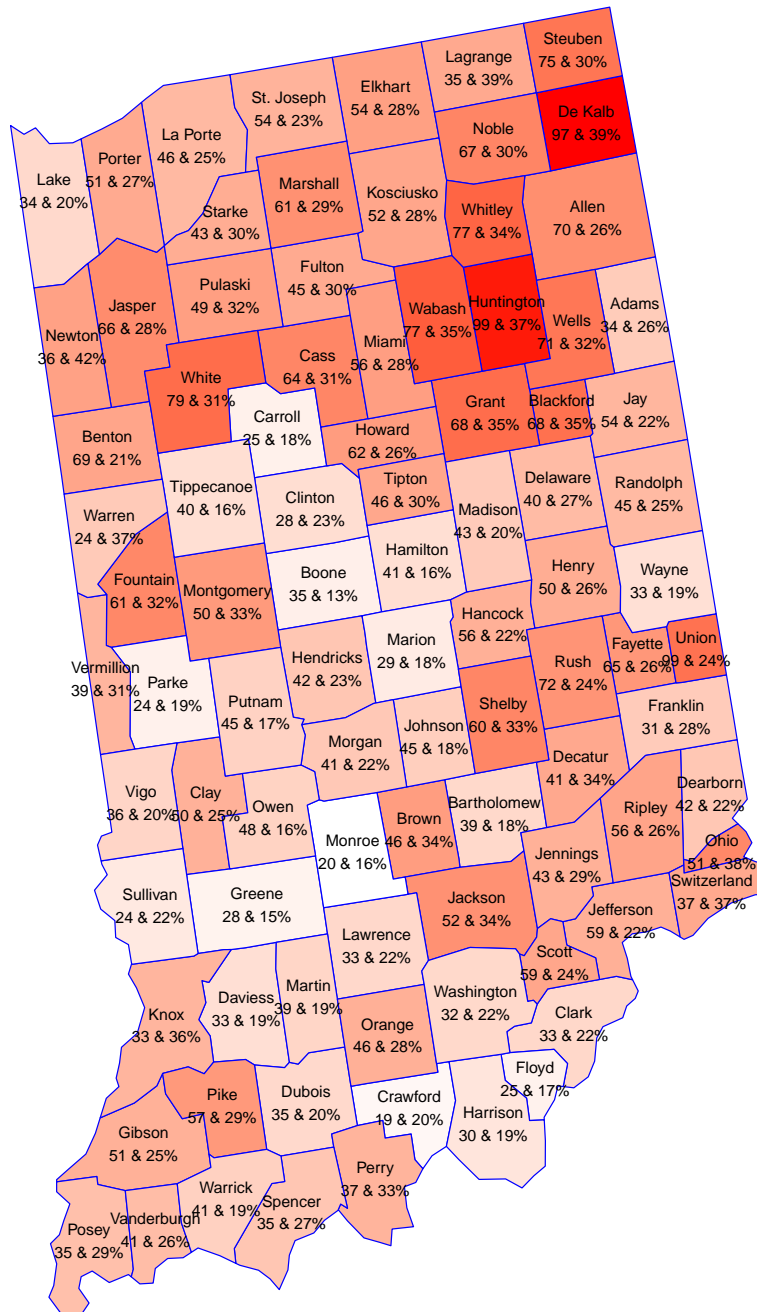 Steuben
75 & 30%
Lagrange
35 & 39%
Elkhart
54 & 28%
St. Joseph
54 & 23%
La Porte
46 & 25%
De Kalb
97 & 39%
Noble
67 & 30%
Porter
51 & 27%
Lake
34 & 20%
Marshall
61 & 29%
Kosciusko
52 & 28%
Starke
43 & 30%
Whitley
77 & 34%
Allen
70 & 26%
Fulton
45 & 30%
Pulaski
49 & 32%
Jasper
66 & 28%
Newton
36 & 42%
Wabash
77 & 35%
Huntington
99 & 37%
Wells
71 & 32%
Adams
34 & 26%
Miami
56 & 28%
Cass
64 & 31%
White
79 & 31%
Carroll
25 & 18%
Grant
68 & 35%
Blackford
68 & 35%
Jay
54 & 22%
Benton
69 & 21%
Howard
62 & 26%
Tippecanoe
40 & 16%
Clinton
28 & 23%
Tipton
46 & 30%
Madison
43 & 20%
Delaware
40 & 27%
Randolph
45 & 25%
Warren
24 & 37%
Hamilton
41 & 16%
Boone
35 & 13%
Fountain
61 & 32%
Montgomery
50 & 33%
Henry
50 & 26%
Wayne
33 & 19%
Hancock
56 & 22%
Marion
29 & 18%
Hendricks
42 & 23%
Vermillion
39 & 31%
Parke
24 & 19%
Putnam
45 & 17%
Rush
72 & 24%
Fayette
65 & 26%
Union
99 & 24%
Shelby
60 & 33%
Franklin
31 & 28%
Johnson
45 & 18%
Morgan
41 & 22%
Decatur
41 & 34%
Dearborn
42 & 22%
Vigo
36 & 20%
Clay
50 & 25%
Owen
48 & 16%
Monroe
20 & 16%
Brown
46 & 34%
Bartholomew
39 & 18%
Ripley
56 & 26%
Ohio
51 & 38%
Jennings
43 & 29%
Switzerland
37 & 37%
Sullivan
24 & 22%
Greene
28 & 15%
Jackson
52 & 34%
Jefferson
59 & 22%
Lawrence
33 & 22%
Scott
59 & 24%
Knox
33 & 36%
Daviess
33 & 19%
Martin
39 & 19%
Washington
32 & 22%
Clark
33 & 22%
Orange
46 & 28%
Floyd
25 & 17%
Pike
57 & 29%
Dubois
35 & 20%
Crawford
19 & 20%
Harrison
30 & 19%
Gibson
51 & 25%
Perry
37 & 33%
Warrick
41 & 19%
Spencer
35 & 27%
Vanderburgh
41 & 26%
Posey
35 & 29%